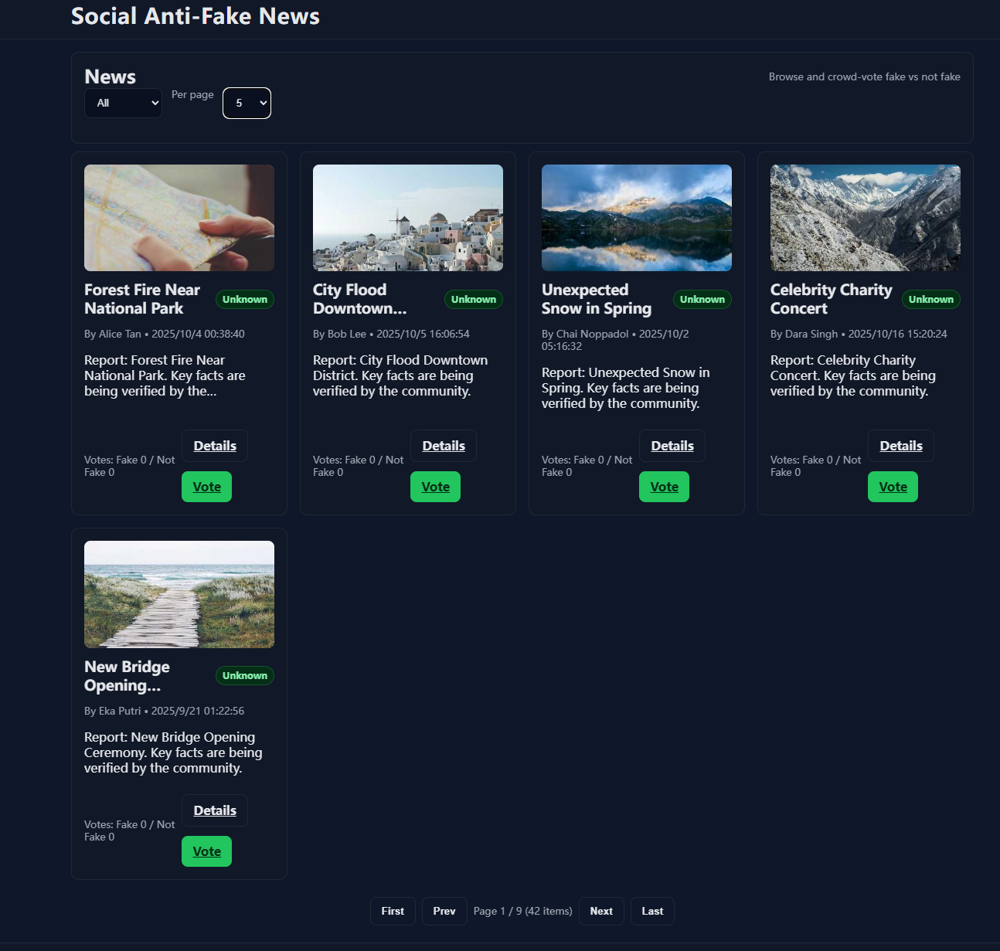 Social Anti-Fake News
News
Browse and crowd-vote fake vs not fake
All
Per page
5
Forest Fire Near
National Park
Unknown
By Alice Tan • 2025/10/4 00:38:40
Report: Forest Fire Near
National Park. Key facts are
being verified by the...
Votes: Fake 0 / Not
Fake 0
Details
Vote
City Flood
Downtown...
Unknown
By Bob Lee • 2025/10/5 16:06:54
Report: City Flood Downtown
District. Key facts are being
verified by the community.
Votes: Fake 0 / Not
Fake 0
Details
Vote
Unexpected
Snow in Spring
Unknown
By Chai Noppadol • 2025/10/2
05:16:32
Report: Unexpected Snow in
Spring. Key facts are being
verified by the community.
Votes: Fake 0 / Not
Fake 0
Details
Vote
Celebrity Charity
Concert
Unknown
By Dara Singh • 2025/10/16 15:20:24
Report: Celebrity Charity
Concert. Key facts are being
verified by the community.
Votes: Fake 0 / Not
Fake 0
Details
Vote
New Bridge
Opening...
Unknown
By Eka Putri • 2025/9/21 01:22:56
Report: New Bridge Opening
Ceremony. Key facts are being
verified by the community.
Votes: Fake 0 / Not
Fake 0
Details
Vote
First
Prev
Page 1 / 9 (42 items)
Next
Last